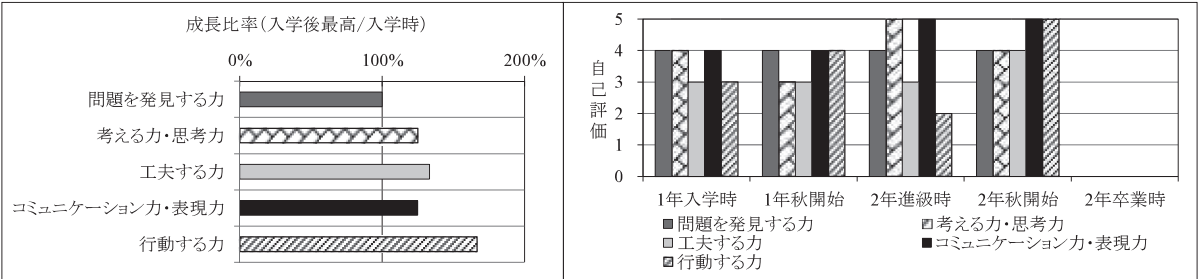 成長比率（入学後最高/入学時）
0% 100% 200%
問題を発見する力
考える力・思考力
工夫する力
コミュニケーション力・表現力
行動する力
自己評価
5
4
3
2
1
0
1年入学時 1年秋開始 2年進級時 2年秋開始 2年卒業時
問題を発見する力 考える力・思考力
工夫する力 コミュニケーション力・表現力
行動する力